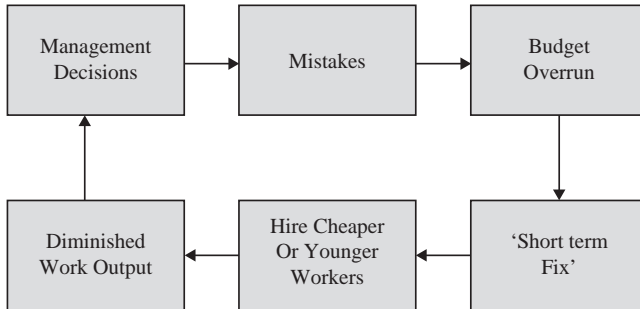 Management
Decisions
Mistakes
Budget
Overrun
Diminished
Work Output
Hire Cheaper
Or Younger
Workers
‘Short term
Fix’